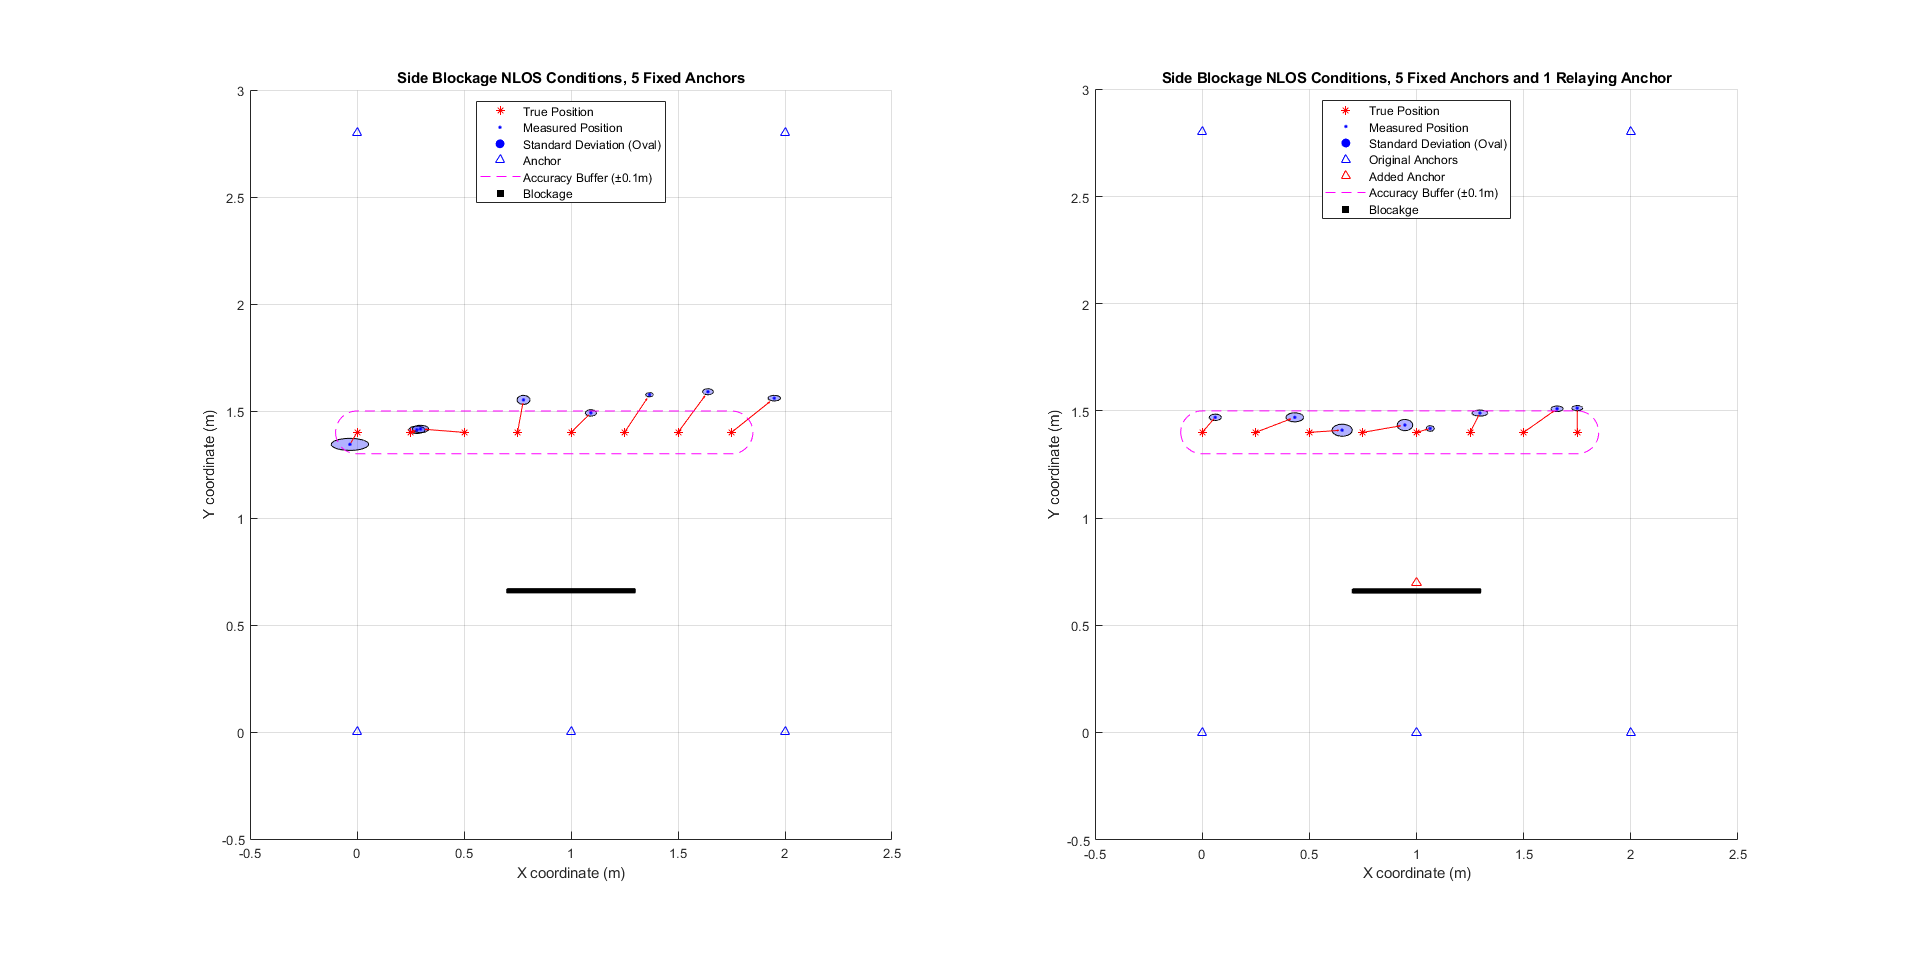 Side Blockage NLOS Conditions, 5 Fixed Anchors
True Position
Measured Position
Standard Deviation (Oval)
Anchor
Accuracy Buffer (±0.1m)
Blockage
3
2.5
2
1.5
1
0.5
0
-0.5
Y coordinate (m)
-0.5 0 0.5 1 1.5 2 2.5
X coordinate (m)
Side Blockage NLOS Conditions, 5 Fixed Anchors and 1 Relaying Anchor
True Position
Measured Position
Standard Deviation (Oval)
Original Anchors
Added Anchor
Accuracy Buffer (±0.1m)
Blocakge
3
2.5
2
1.5
1
0.5
0
-0.5
Y coordinate (m)
-0.5 0 0.5 1 1.5 2 2.5
X coordinate (m)